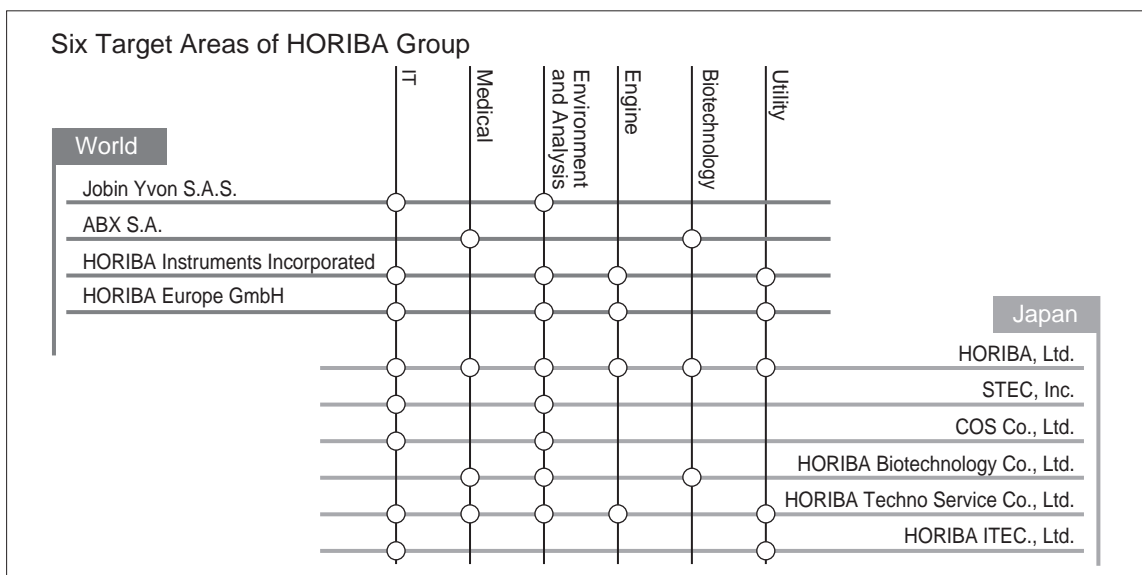 Six Target Areas of HORIBA Group
IT
Medical
Environment
and Analysis
Engine
Biotechnology
Utility
World
Jobin Yvon S.A.S.
ABX S.A.
HORIBA Instruments Incorporated
HORIBA Europe GmbH
Japan
HORIBA, Ltd.
STEC, Inc.
COS Co., Ltd.
HORIBA Biotechnology Co., Ltd.
HORIBA Techno Service Co., Ltd.
HORIBA ITEC., Ltd.